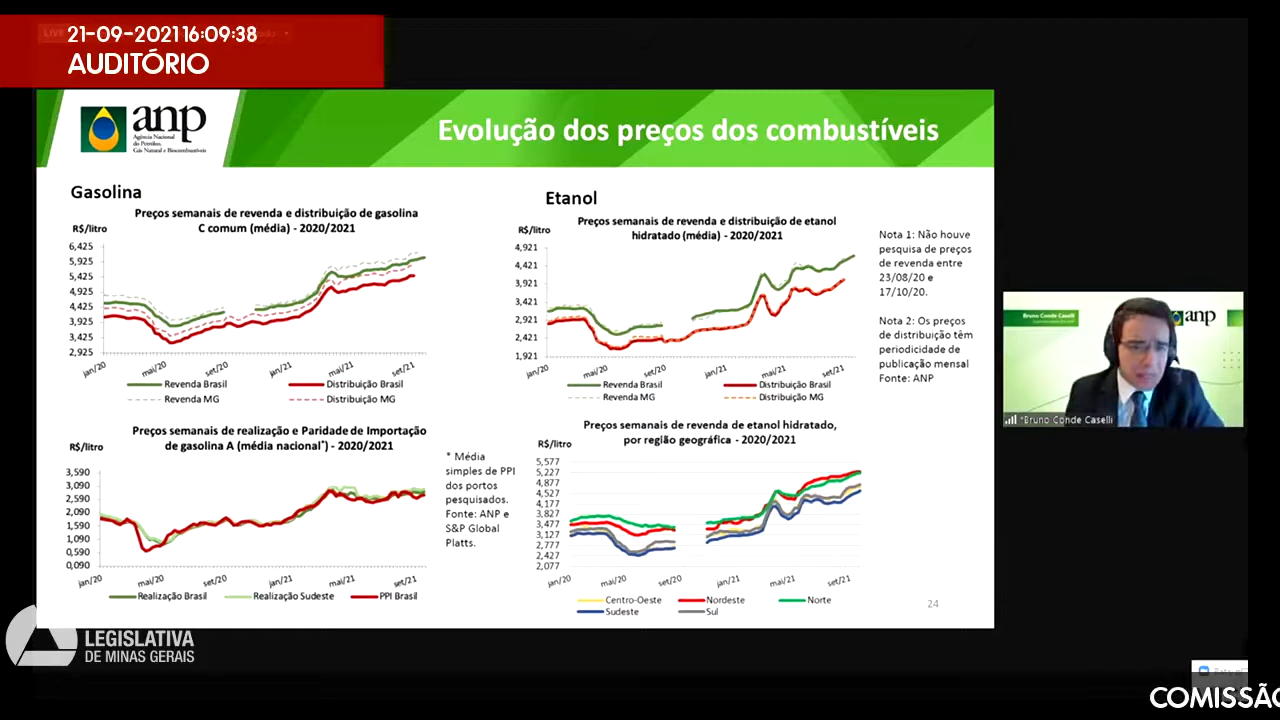 LIVE
21-09-2021 16:09:38
AUDITÓRIO
anp
Agência Nacional
do Petróleo,
Gás Natural e Biocombustíveis
Evolução dos preços dos combustíveis
Gasolina
Preços semanais de revenda e distribuição de gasolina
C comum (média) - 2020/2021
R$/litro
6,425
5,925
5,425
4,925
4,425
3,925
3,425
2,925
jan/20
mai/20
set/20
jan/21
mai/21
set/21
Revenda Brasil
Distribuição Brasil
Revenda MG
Distribuição MG
Etanol
Preços semanais de revenda e distribuição de etanol
hidratado (média) - 2020/2021
R$/litro
4,921
4,421
3,921
3,421
2,921
2,421
1,921
jan/20
mai/20
set/20
jan/21
mai/21
set/21
Revenda Brasil
Distribuição Brasil
Revenda MG
Distribuição MG
Nota 1: Não houve
pesquisa de preços
de revenda entre
23/08/20 e
17/10/20.
Nota 2: Os preços
de distribuição têm
periodicidade de
publicação mensal
Fonte: ANP
Preços semanais de realização e Paridade de Importação
de gasolina A (média nacional*) - 2020/2021
R$/litro
3,590
3,090
2,590
2,090
1,590
1,090
0,590
0,090
jan/20
mai/20
set/20
jan/21
mai/21
set/21
Realização Brasil
Realização Sudeste
PPI Brasil
* Média
simples de PPI
dos portos
pesquisados.
Fonte: ANP e
S&P Global
Platts.
Preços semanais de revenda de etanol hidratado,
por região geográfica - 2020/2021
R$/litro
5,577
5,227
4,877
4,527
4,177
3,827
3,477
3,127
2,777
2,427
2,077
jan/20
mai/20
set/20
jan/21
mai/21
set/21
Centro-Oeste
Nordeste
Norte
Sudeste
Sul
24
Bruno Conde Caselli
anp
*Bruno Conde Caselli
LEGISLATIVA
DE MINAS GERAIS
COMISSÃO